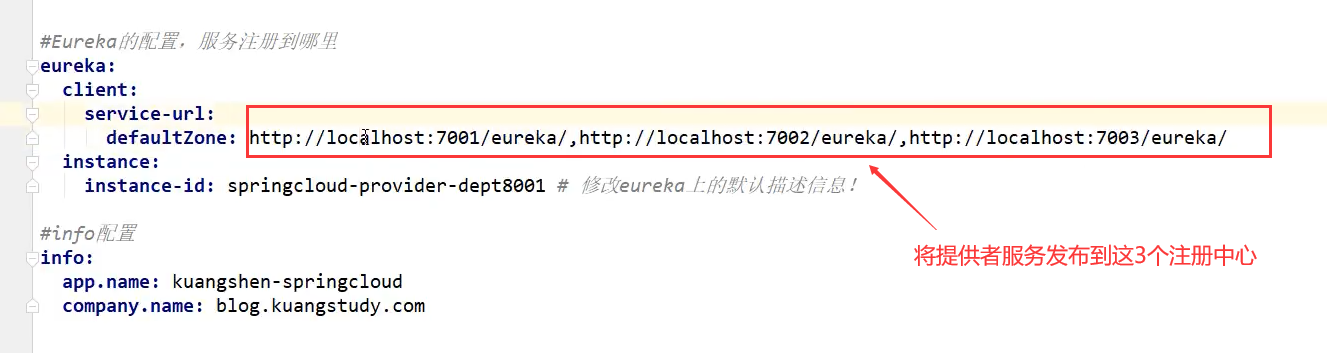 #Eureka的配置，服务注册到哪里
eureka:
  client:
    service-url:
      defaultZone: http://localhost:7001/eureka/,http://localhost:7002/eureka/,http://localhost:7003/eureka/
  instance:
    instance-id: springcloud-provider-dept8001 # 修改eureka上的默认描述信息！
将提供者服务发布到这3个注册中心
#info配置
info:
  app.name: kuangshen-springcloud
  company.name: blog.kuangstudy.com